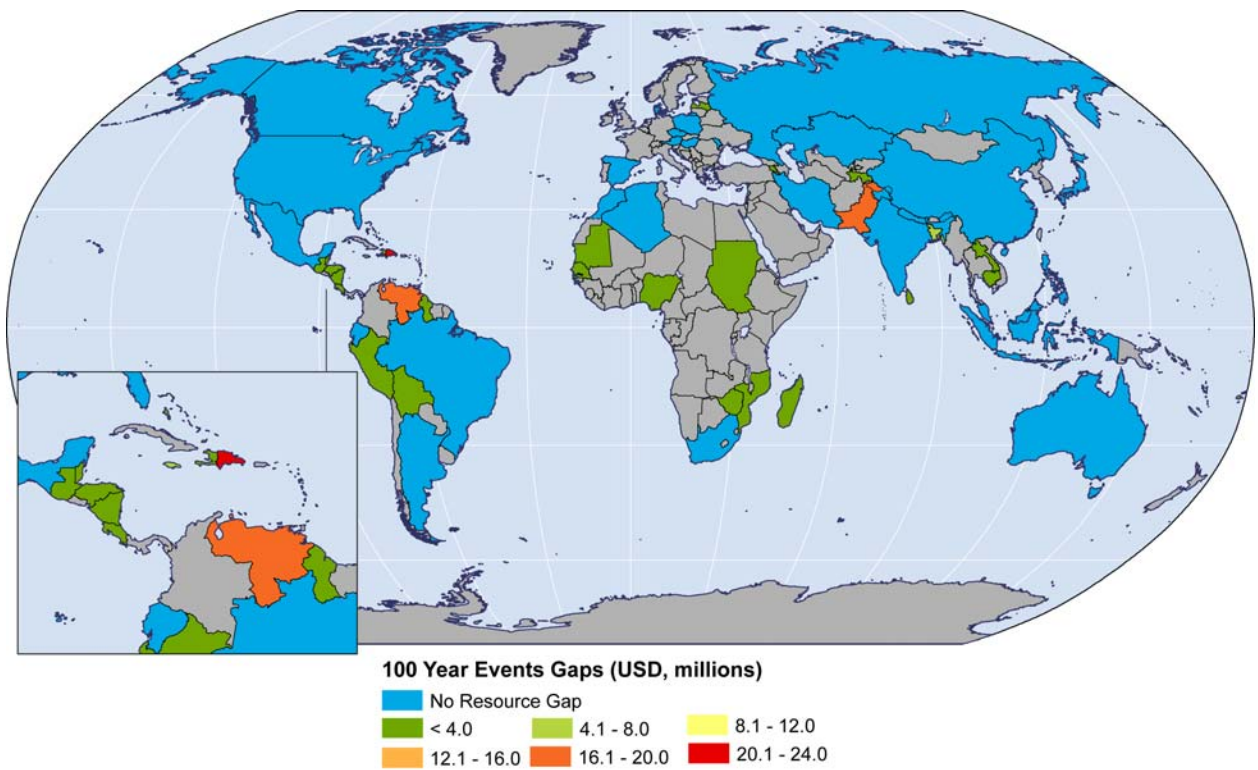 100 Year Events Gaps (USD, millions)
No Resource Gap
< 4.0 4.1 - 8.0 8.1 - 12.0
12.1 - 16.0 16.1 - 20.0 20.1 - 24.0